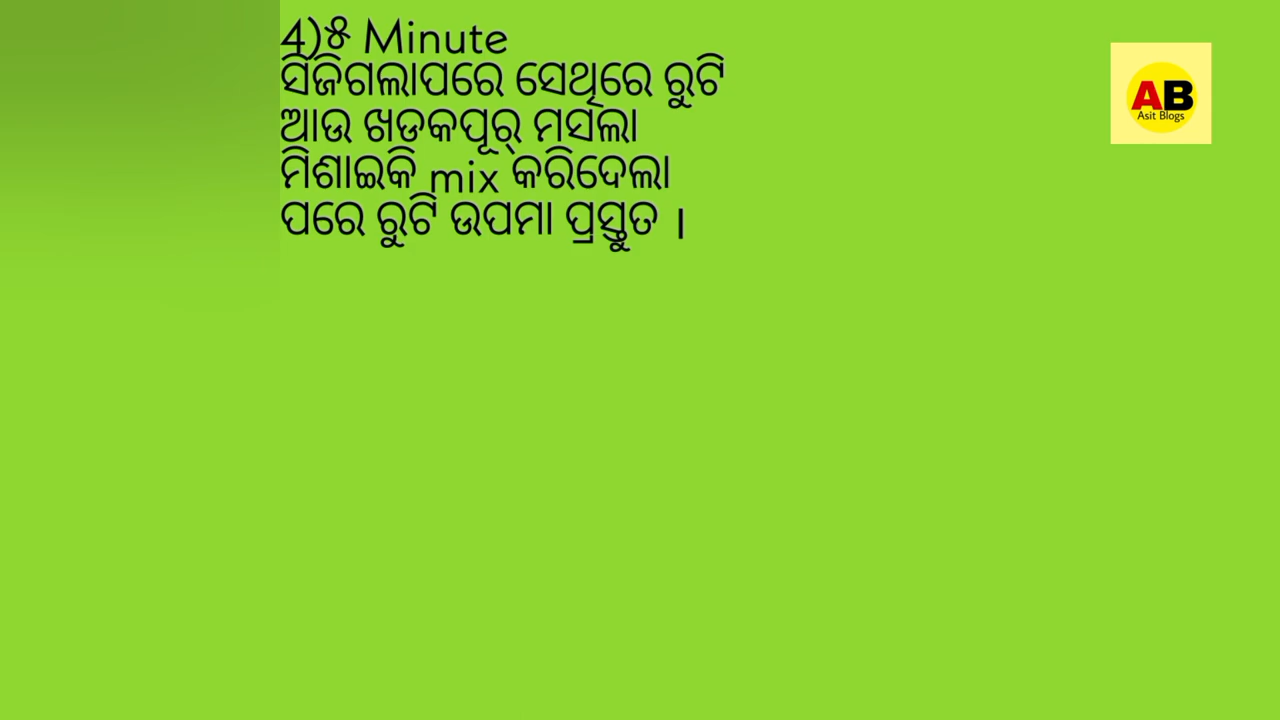 4)୫ Minute
ସିଜିଗଲାପରେ ସେଥିରେ ରୁଟି
ଆଉ ଖଡକପୂର୍ ମସଲା
ମିଶାଇକି mix କରିଦେଲା
ପରେ ରୁଟି ଉପମା ପ୍ରସ୍ତୁତ ।
AB
Asit Blogs